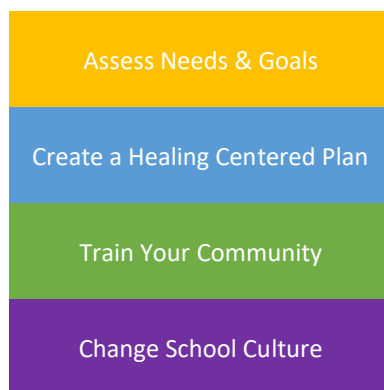 Assess Needs & Goals
Create a Healing Centered Plan
Train Your Community
Change School Culture